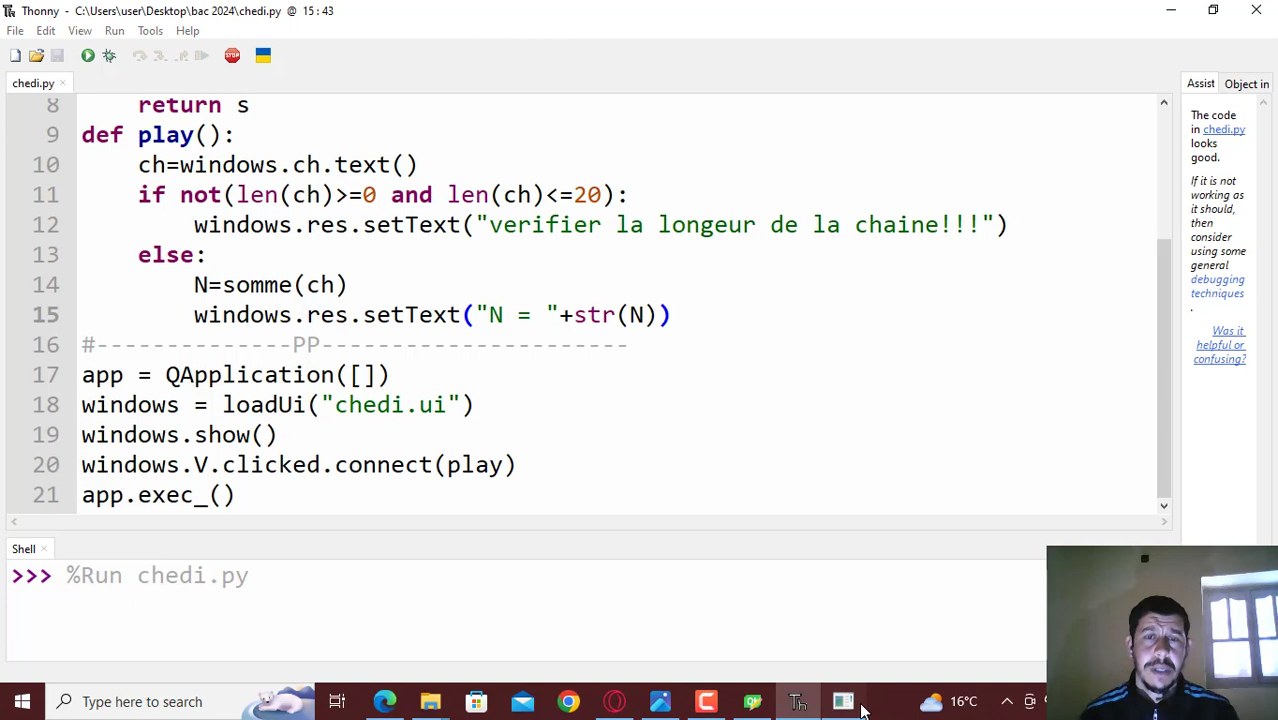 Thonny - C:\Users\user\Desktop\bac 2024\chedi.py @ 15 : 43
File Edit View Run Tools Help
STOP
chedi.py ×
Assist Object in
8 return s
9 def play():
10 ch=windows.ch.text()
11 if not(len(ch)>=0 and len(ch)<=20):
12 windows.res.setText("verifier la longeur de la chaine!!!")
13 else:
14 N=somme(ch)
15 windows.res.setText("N = "+str(N))
16 #--------------PP----------------------
17 app = QApplication([])
18 windows = loadUi("chedi.ui")
19 windows.show()
20 windows.V.clicked.connect(play)
21 app.exec_()
The code
in chedi.py
looks
good.
If it is not
working as
it should,
then
consider
using some
general
debugging
techniques
.
Was it
helpful or
confusing?
Shell ×
>>> %Run chedi.py
Type here to search
Th
16°C